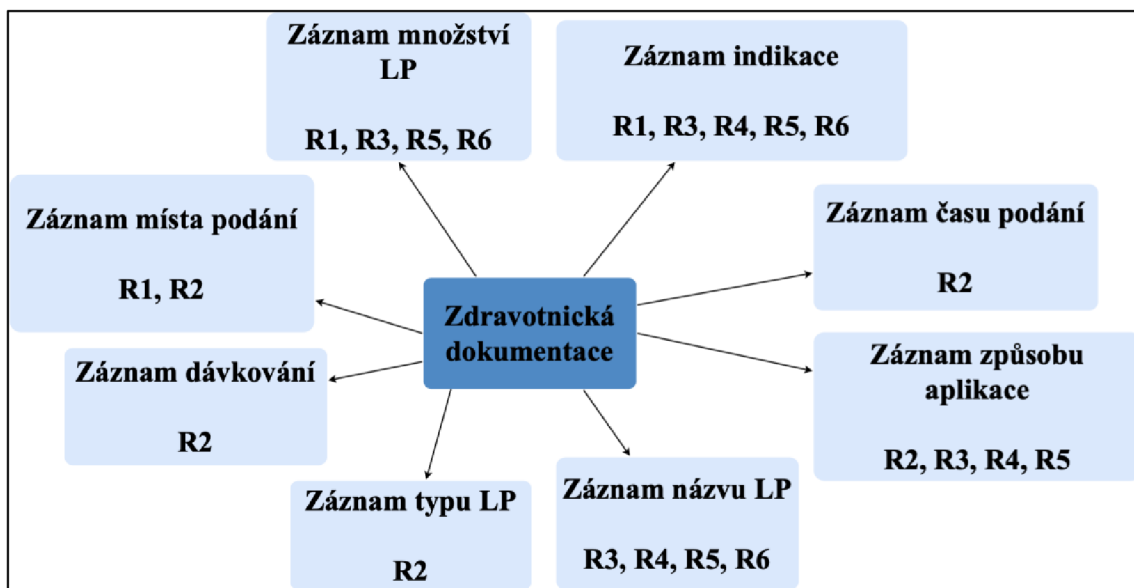 Záznam množství
LP
R1, R3, R5, R6
Záznam indikace
R1, R3, R4, R5, R6
Záznam místa podání
R1, R2
Záznam času podání
R2
Zdravotnická
dokumentace
Záznam dávkování
R2
Záznam způsobu
aplikace
R2, R3, R4, R5
Záznam typu LP
R2
Záznam názvu LP
R3, R4, R5, R6